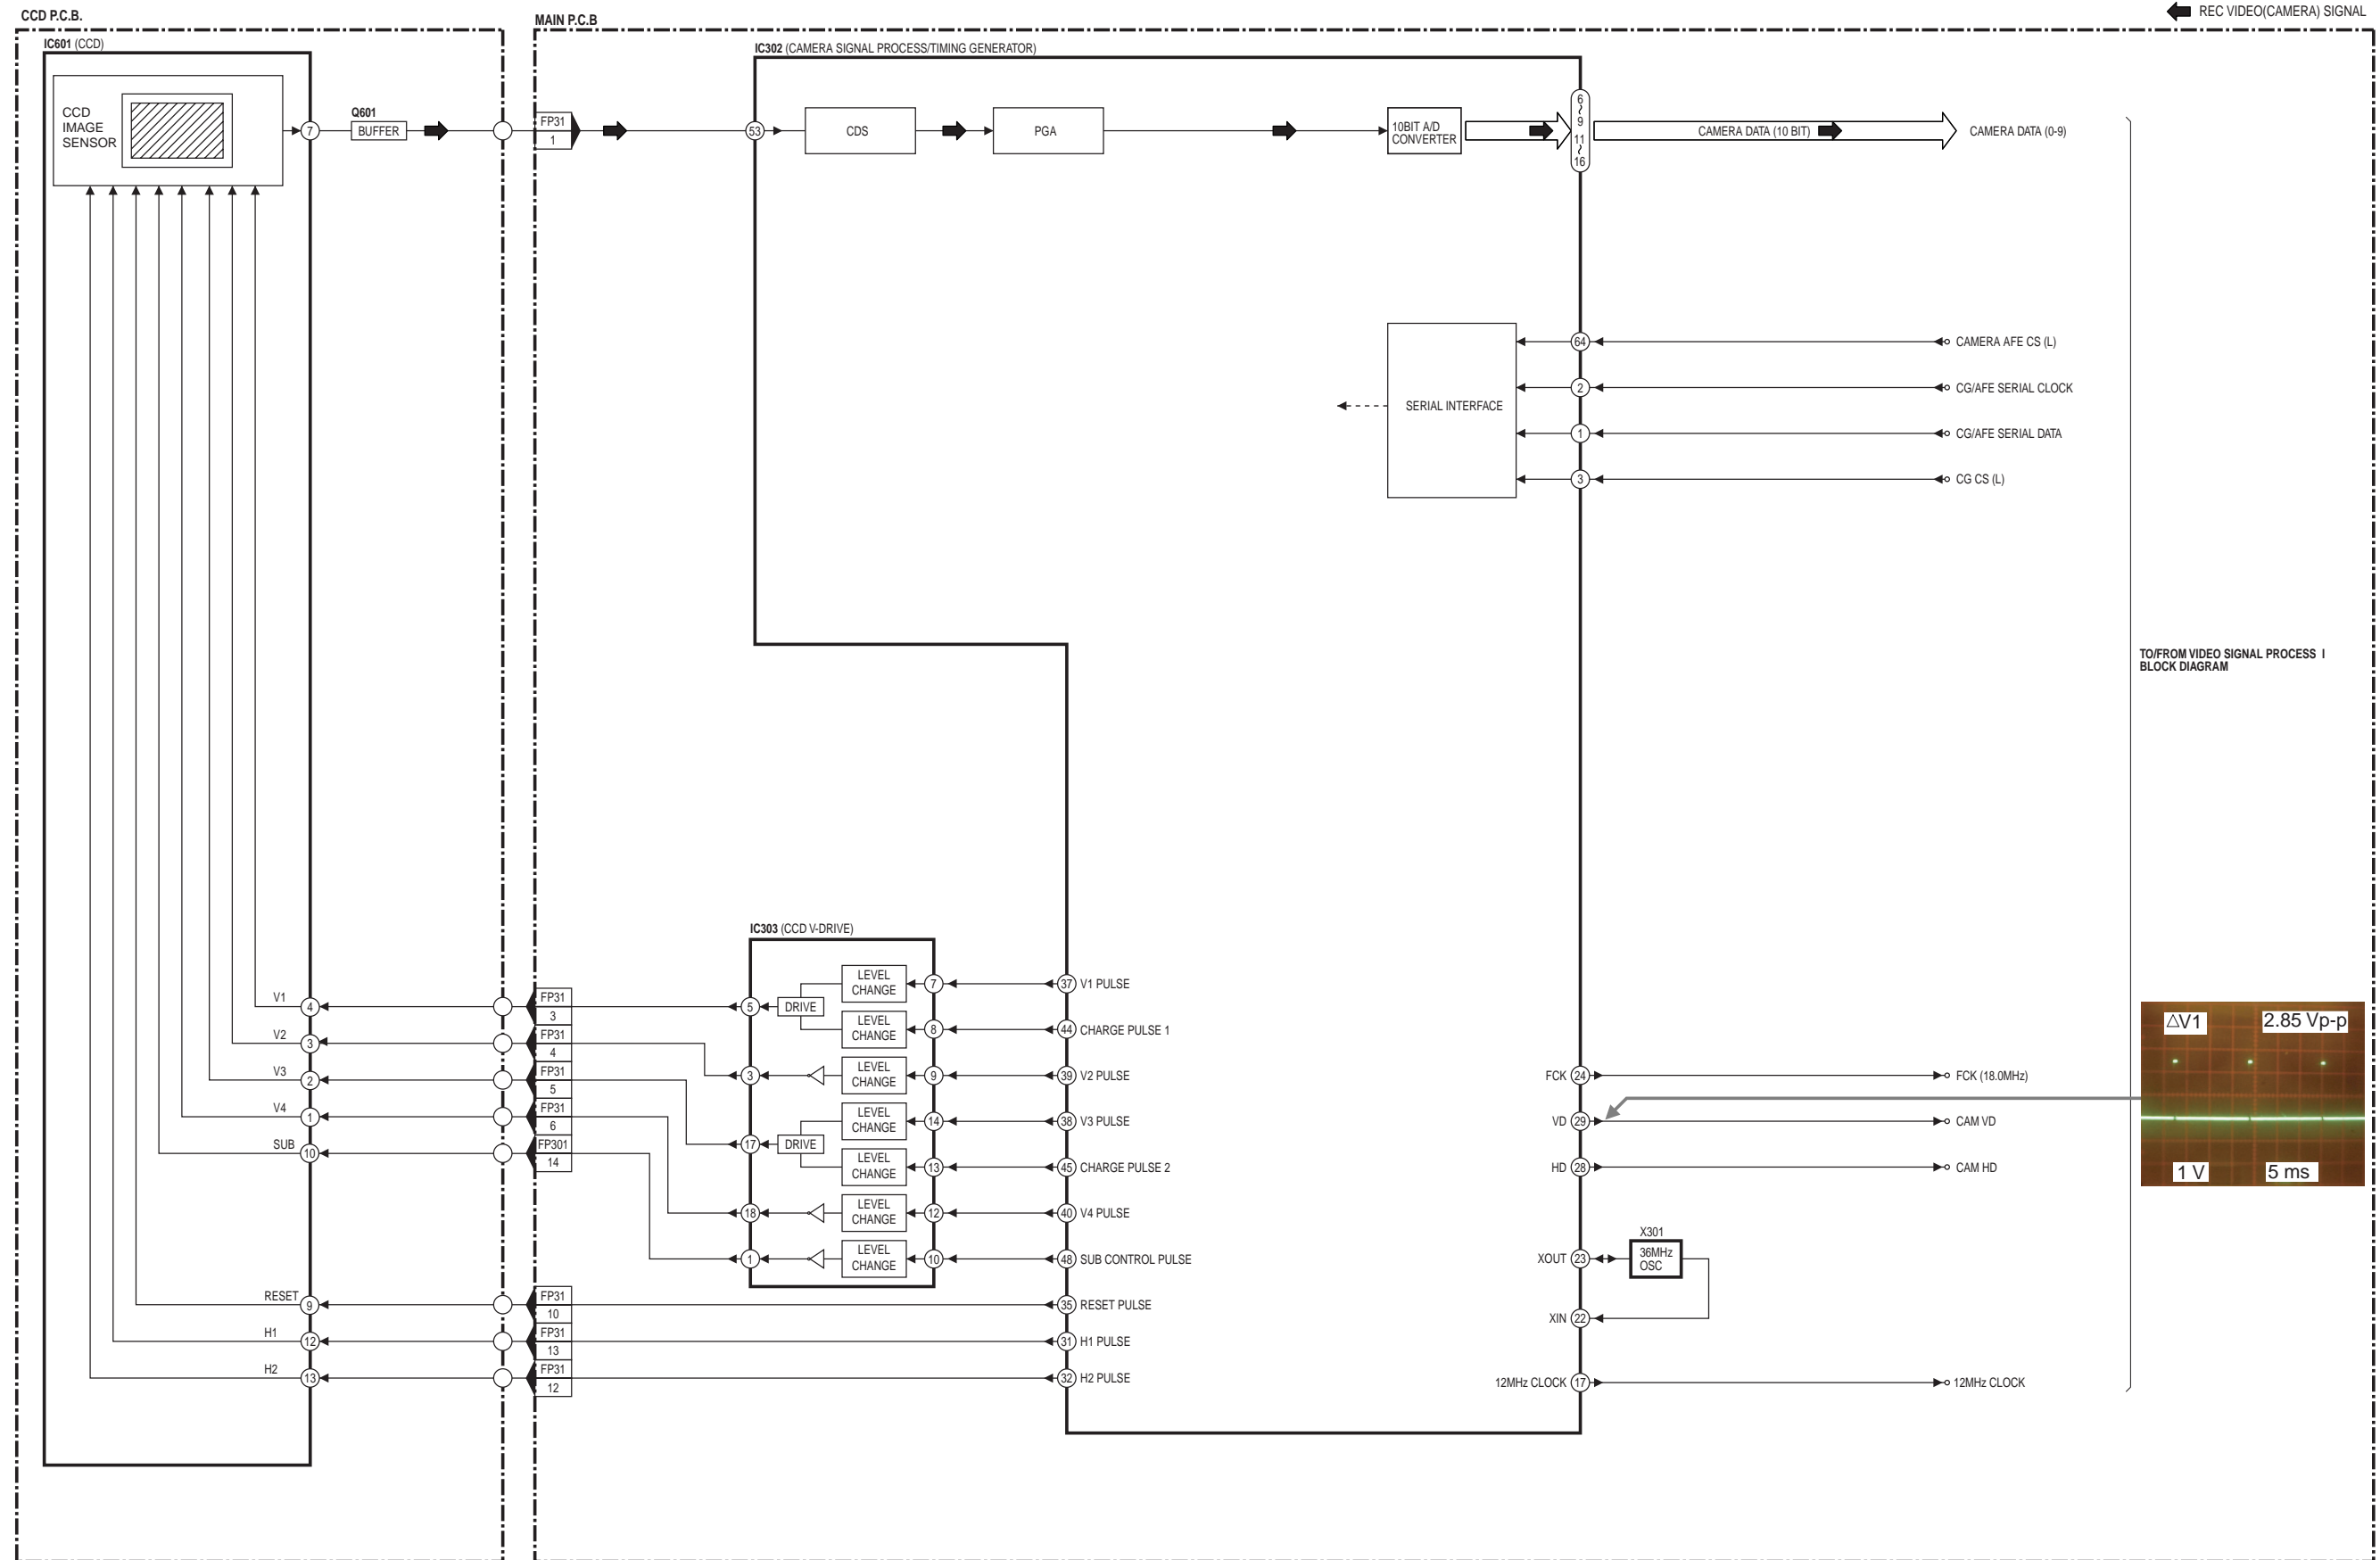 CCD P.C.B.
MAIN P.C.B
REC VIDEO(CAMERA) SIGNAL
IC601 (CCD)
IC302 (CAMERA SIGNAL PROCESS/TIMING GENERATOR)
CCD
IMAGE
SENSOR
7
Q601
BUFFER
FP31
1
53
CDS
PGA
10BIT A/D
CONVERTER
6
~
9
11
~
16
CAMERA DATA (10 BIT)
CAMERA DATA (0-9)
SERIAL INTERFACE
64
CAMERA AFE CS (L)
2
CG/AFE SERIAL CLOCK
1
CG/AFE SERIAL DATA
3
CG CS (L)
TO/FROM VIDEO SIGNAL PROCESS I
BLOCK DIAGRAM
IC303 (CCD V-DRIVE)
V1
4
FP31
3
5
DRIVE
LEVEL
CHANGE
7
37
V1 PULSE
LEVEL
CHANGE
8
44
CHARGE PULSE 1
V2
3
FP31
4
3
LEVEL
CHANGE
9
39
V2 PULSE
V3
2
FP31
5
17
DRIVE
LEVEL
CHANGE
14
38
V3 PULSE
LEVEL
CHANGE
13
45
CHARGE PULSE 2
V4
1
FP31
6
18
LEVEL
CHANGE
12
40
V4 PULSE
SUB
10
FP301
14
1
LEVEL
CHANGE
10
48
SUB CONTROL PULSE
RESET
9
FP31
10
35
RESET PULSE
H1
12
FP31
13
31
H1 PULSE
H2
13
FP31
12
32
H2 PULSE
FCK
24
FCK (18.0MHz)
VD
29
CAM VD
HD
28
CAM HD
X301
XOUT
23
36MHz
OSC
XIN
22
12MHz CLOCK
17
12MHz CLOCK
△V1
2.85 Vp-p
1 V
5 ms